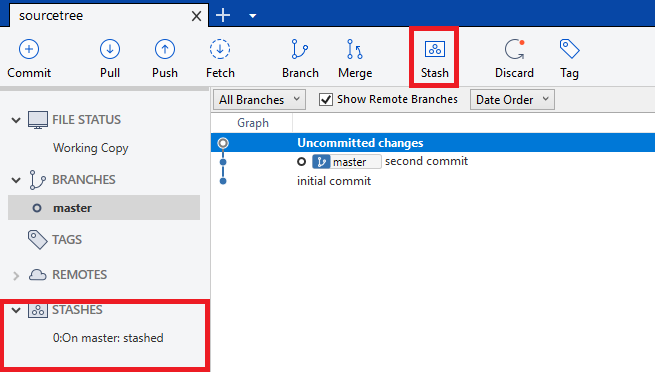 sourcetree
Commit Pull Push Fetch Branch Merge Stash Discard Tag
All Branches Show Remote Branches Date Order
FILE STATUS
Working Copy
BRANCHES
master
TAGS
REMOTES
STASHES
0:On master: stashed
Graph
Uncommitted changes
master second commit
initial commit